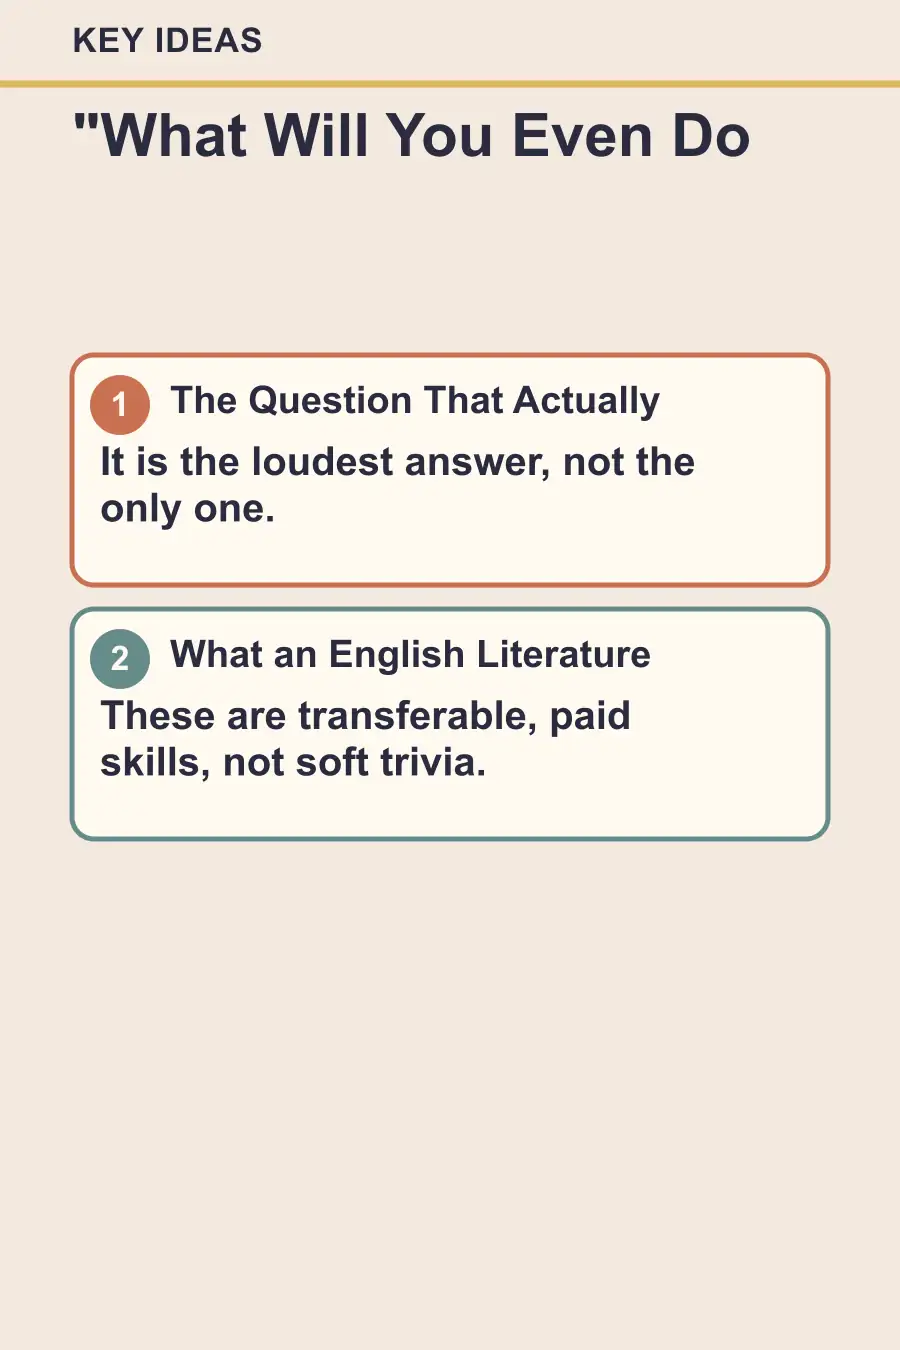 KEY IDEAS
"What Will You Even Do
1 The Question That Actually
It is the loudest answer, not the
only one.
2 What an English Literature
These are transferable, paid
skills, not soft trivia.